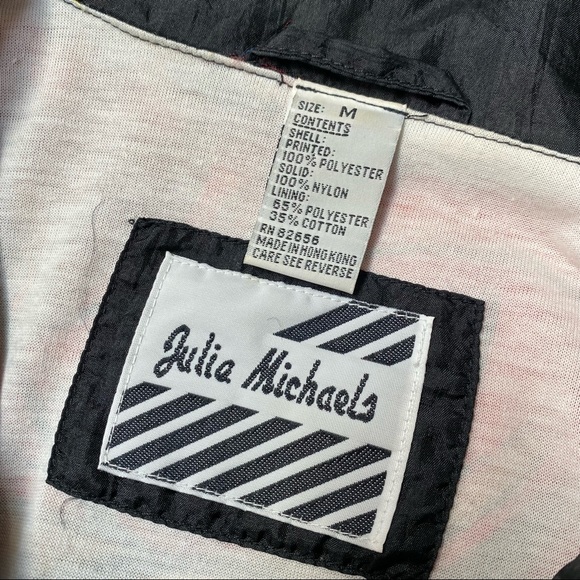 SIZE: M
CONTENTS
SHELL:
PRINTED:
100% POLYESTER
SOLID:
100% NYLON
LINING:
65% POLYESTER
35% COTTON
RN 62656
MADE IN HONG KONG
CARE SEE REVERSE
Julia Michaels